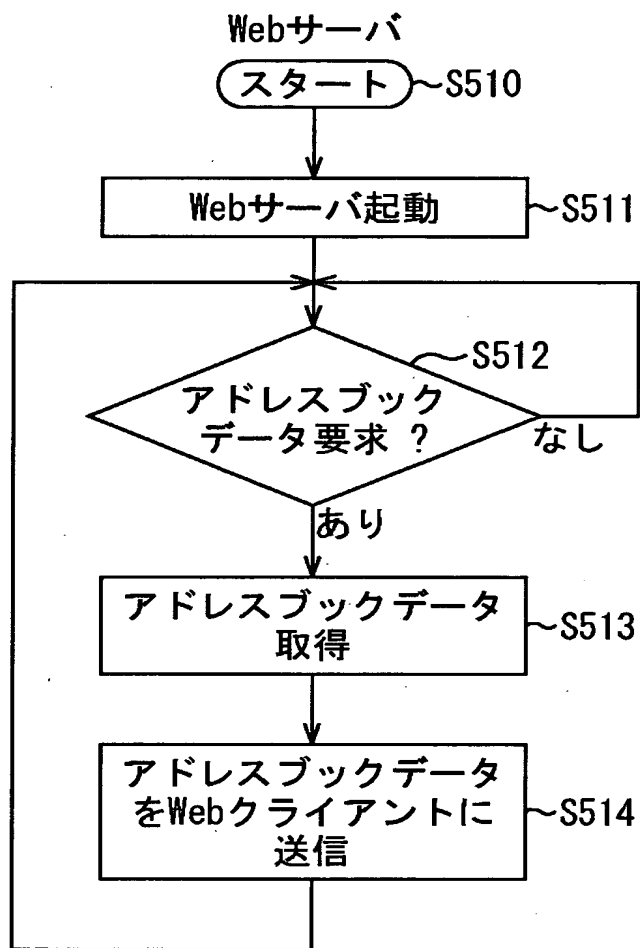 Webサーバ
スタート
S510
Webサーバ起動
S511
S512
アドレスブック
データ要求 ?
なし
あり
アドレスブックデータ
取得
S513
アドレスブックデータ
をWebクライアントに
送信
S514